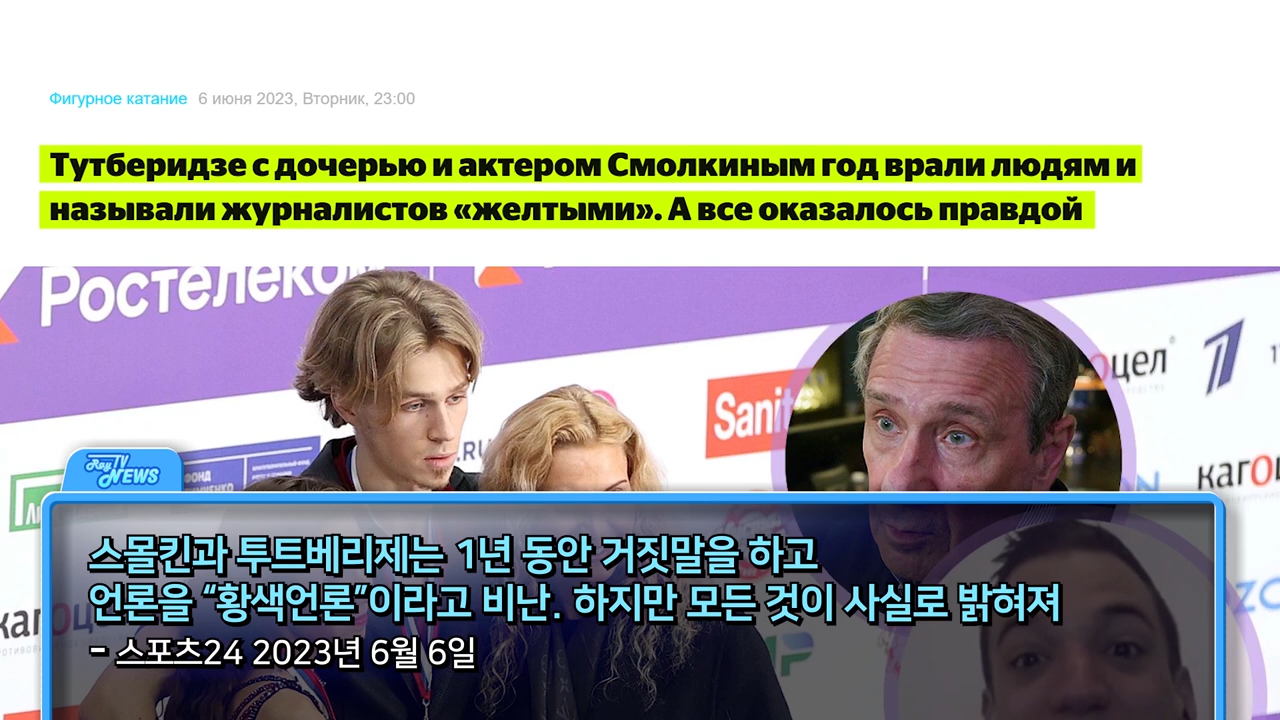 Фигурное катание 6 июня 2023, Вторник, 23:00
Тутберидзе с дочерью и актером Смолкиным год врали людям и
называли журналистов «желтыми». А все оказалось правдой
Ростелеком
Sanit
RayTV
NEWS
스몰킨과 투트베리제는 1년 동안 거짓말을 하고
언론을 “황색언론”이라고 비난. 하지만 모든 것이 사실로 밝혀져
- 스포츠24 2023년 6월 6일